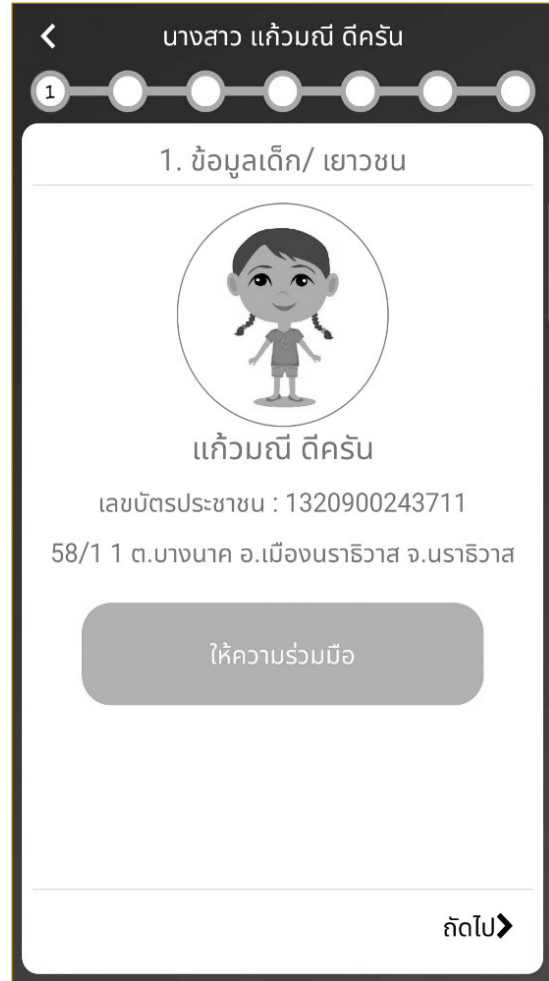 นางสาว แก้วมณี ดีครัน
1
1. ข้อมูลเด็ก/ เยาวชน
แก้วมณี ดีครัน
เลขบัตรประชาชน : 1320900243711
58/1 1 ต.บางนาค อ.เมืองนราธิวาส จ.นราธิวาส
ให้ความร่วมมือ
ถัดไป